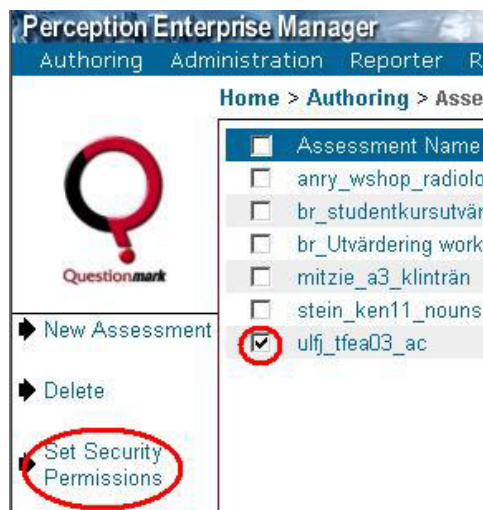 Perception Enterprise Manager
Authoring Administration Reporter R
Home > Authoring > Asse
Assessment Name
anry_wshop_radiolo
br_studentkursutvär
br_Utvärdering work
mitzie_a3_klinträn
stein_ken11_nouns
ulfj_tfea03_ac
Questionmark
New Assessment
Delete
Set Security
Permissions